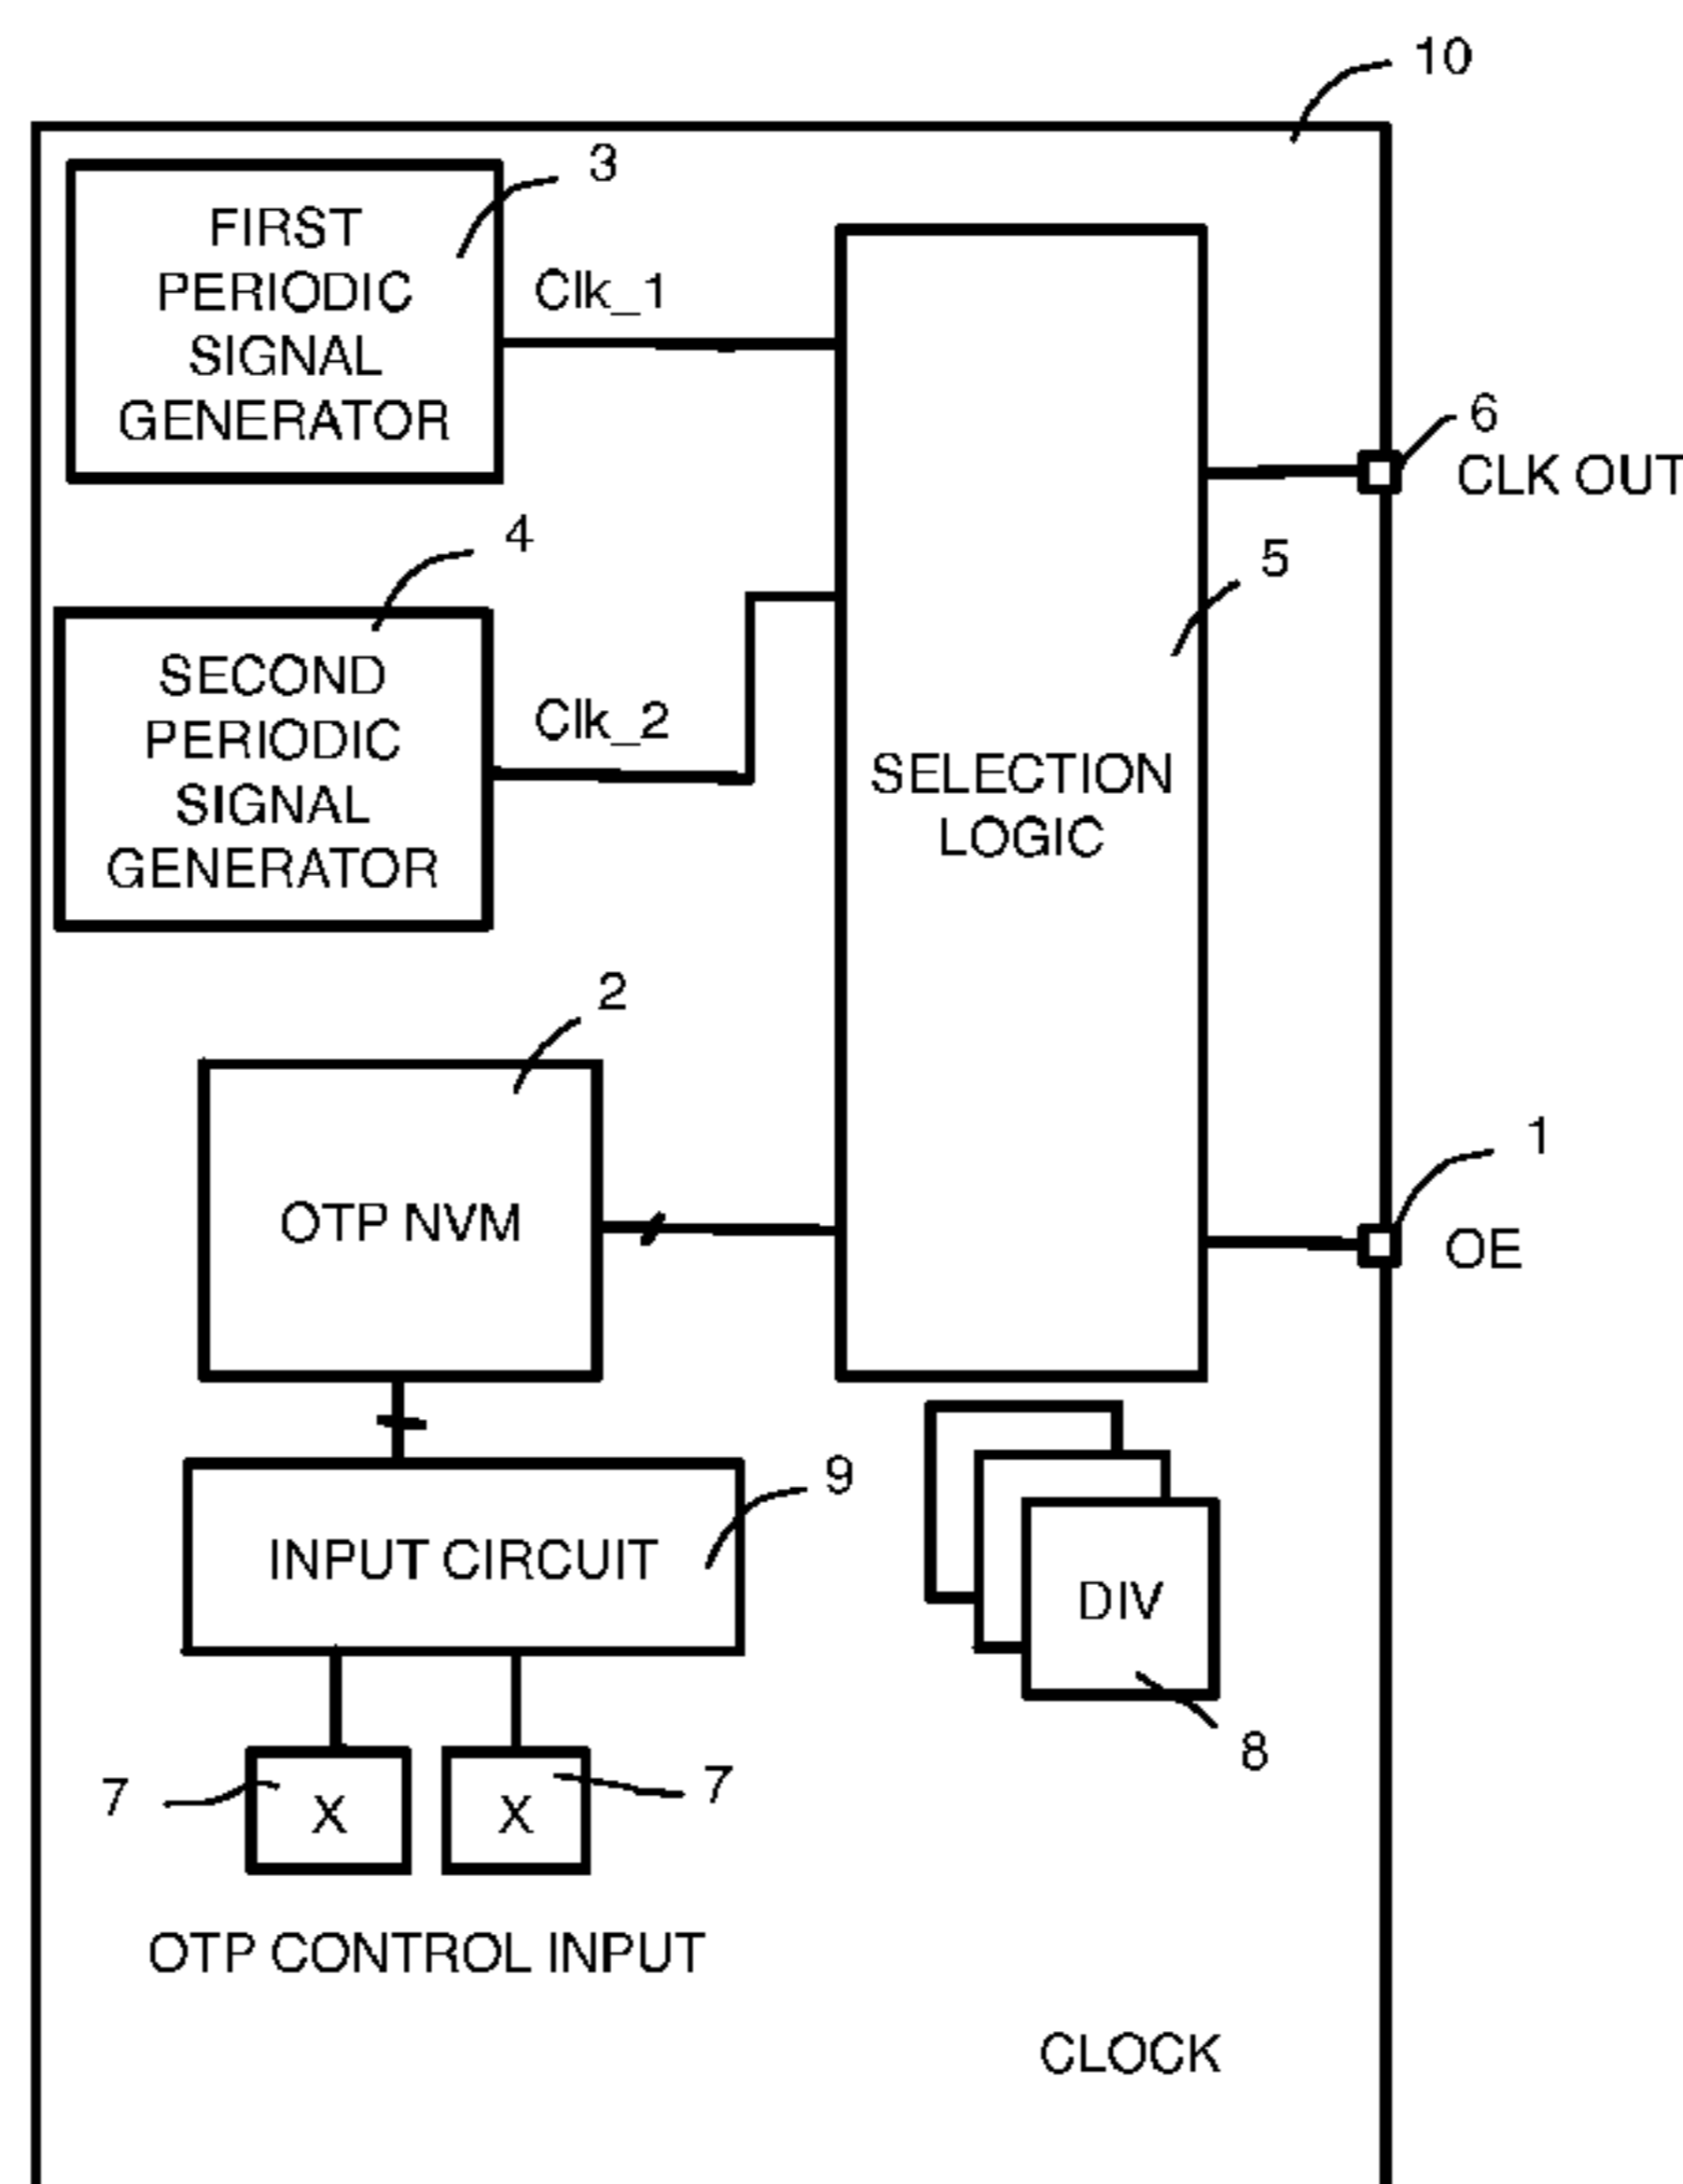 10
3
FIRST
PERIODIC
SIGNAL
GENERATOR
Clk_1
6
CLK OUT
4
5
SECOND
PERIODIC
SIGNAL
GENERATOR
Clk_2
SELECTION
LOGIC
2
OTP NVM
1
OE
9
INPUT CIRCUIT
DIV
8
7
X
X
7
OTP CONTROL INPUT
CLOCK